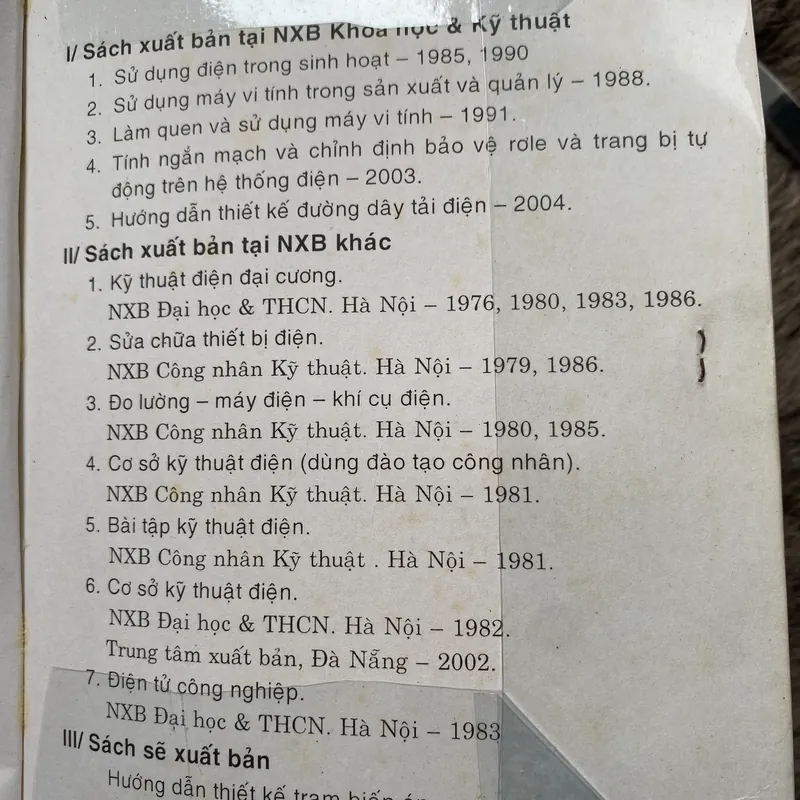 I/ Sách xuất bản tại NXB Khoa học & Kỹ thuật
1. Sử dụng điện trong sinh hoạt – 1985, 1990
2. Sử dụng máy vi tính trong sản xuất và quản lý – 1988.
3. Làm quen và sử dụng máy vi tính – 1991.
4. Tính ngắn mạch và chỉnh định bảo vệ rơle và trang bị tự
động trên hệ thống điện – 2003.
5. Hướng dẫn thiết kế đường dây tải điện – 2004.
II/ Sách xuất bản tại NXB khác
1. Kỹ thuật điện đại cương.
NXB Đại học & THCN. Hà Nội – 1976, 1980, 1983, 1986.
2. Sửa chữa thiết bị điện.
NXB Công nhân Kỹ thuật. Hà Nội – 1979, 1986.
3. Đo lường – máy điện – khí cụ điện.
NXB Công nhân Kỹ thuật. Hà Nội – 1980, 1985.
4. Cơ sở kỹ thuật điện (dùng đào tạo công nhân).
NXB Công nhân Kỹ thuật. Hà Nội – 1981.
5. Bài tập kỹ thuật điện.
NXB Công nhân Kỹ thuật . Hà Nội – 1981.
6. Cơ sở kỹ thuật điện.
NXB Đại học & THCN. Hà Nội – 1982.
Trung tâm xuất bản, Đà Nẵng – 2002.
7. Điện tử công nghiệp.
NXB Đại học & THCN. Hà Nội – 1983
III/ Sách sẽ xuất bản
Hướng dẫn thiết kế trạm biến áp